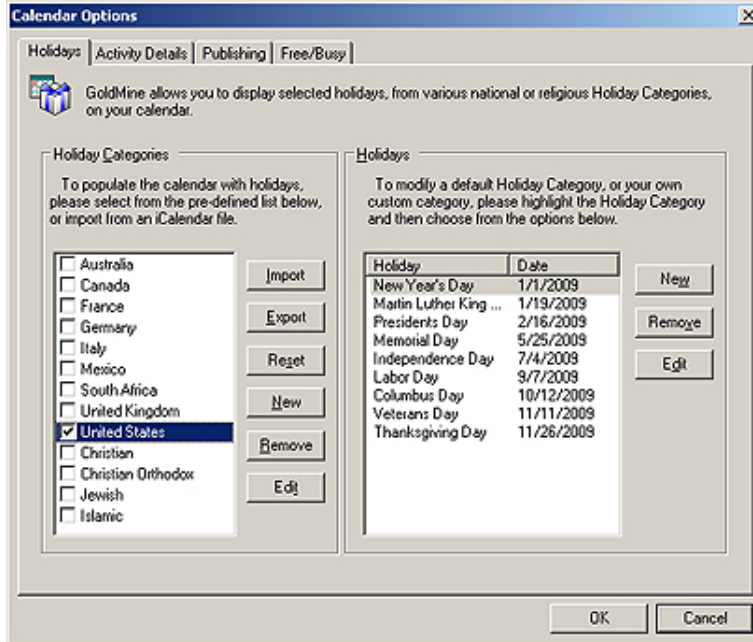 Calendar Options
Holidays Activity Details Publishing Free/Busy
GoldMine allows you to display selected holidays, from various national or religious Holiday Categories,
on your calendar.
Holiday Categories
To populate the calendar with holidays,
please select from the pre-defined list below,
or import from an iCalendar file.
Australia
Canada
France
Germany
Italy
Mexico
South Africa
United Kingdom
United States
Christian
Christian Orthodox
Jewish
Islamic
Import
Export
Reset
New
Remove
Edit
Holidays
To modify a default Holiday Category, or your own
custom category, please highlight the Holiday Category
and then choose from the options below.
Holiday Date
New Year's Day 1/1/2009
Martin Luther King ... 1/19/2009
Presidents Day 2/16/2009
Memorial Day 5/25/2009
Independence Day 7/4/2009
Labor Day 9/7/2009
Columbus Day 10/12/2009
Veterans Day 11/11/2009
Thanksgiving Day 11/26/2009
New
Remove
Edit
OK Cancel